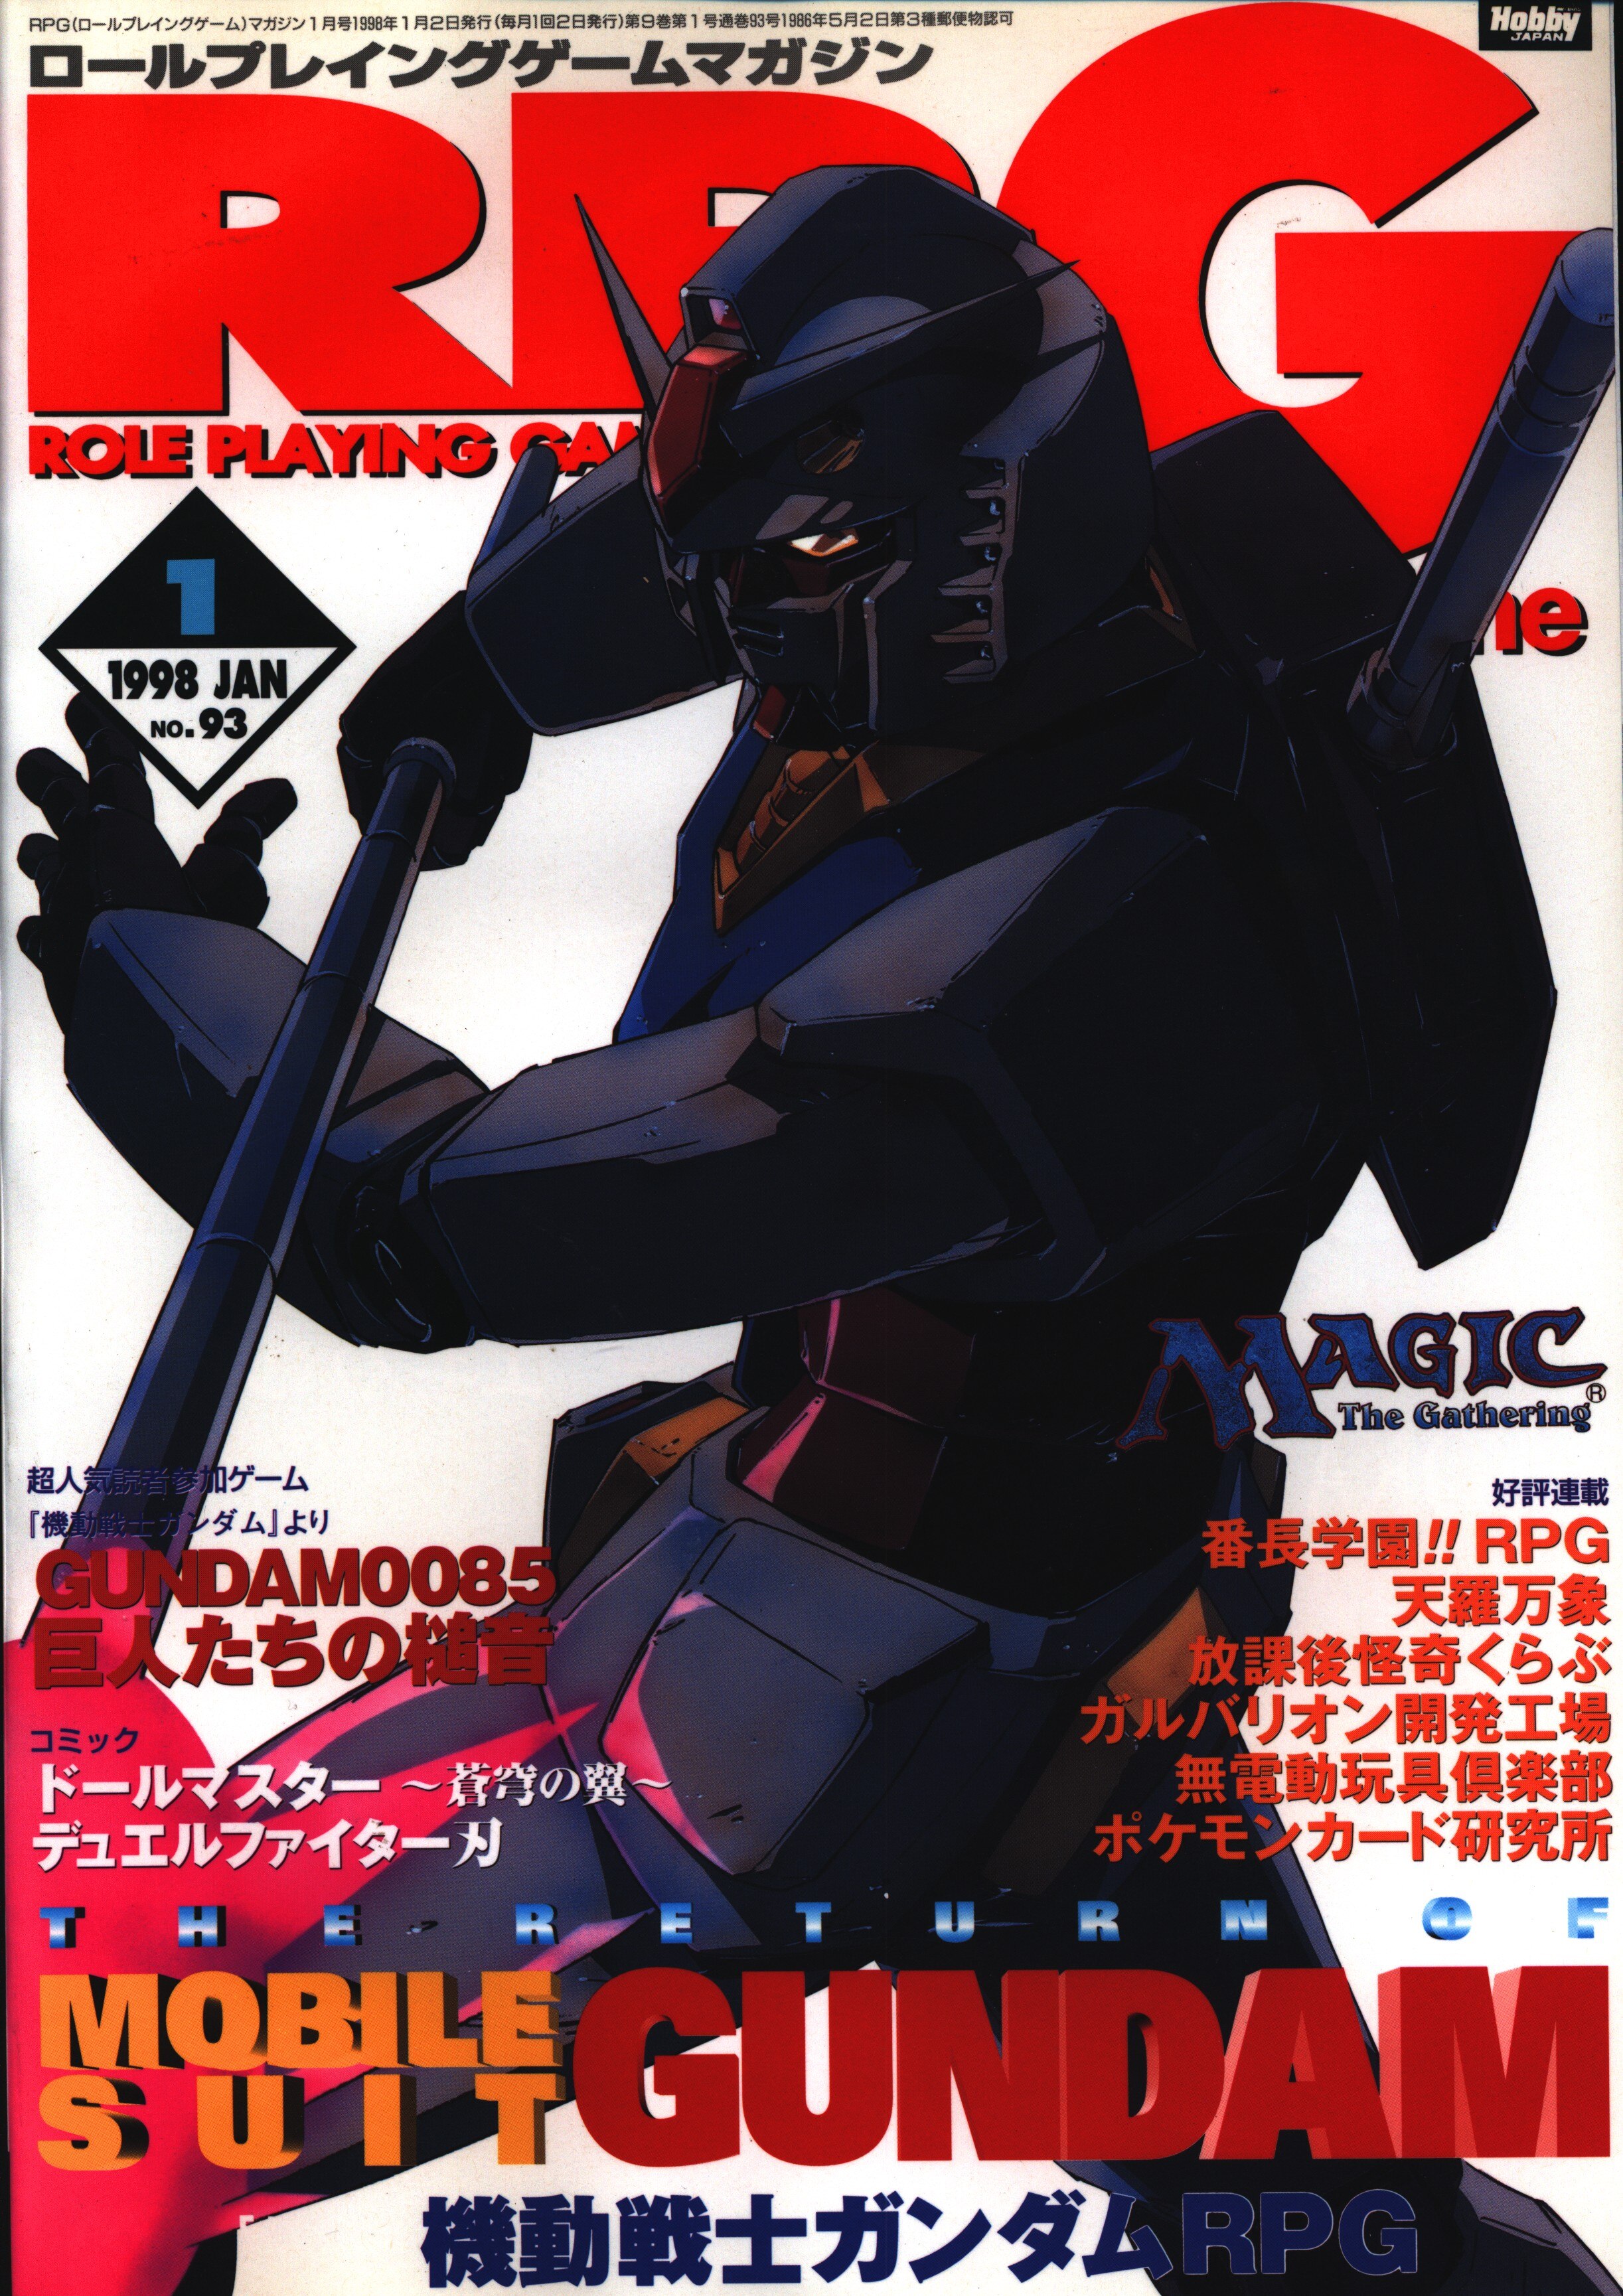 RPG(ロールプレイングゲーム)マガジン1月号1998年1月2日発行(毎月1回2日発行)第9巻第1号通巻93号1986年5月2日第3種郵便物認可
Hobby
JAPAN
ロールプレイングゲームマガジン
RPG
ROLE PLAYING GAM
ne
1
1998 JAN
NO.93
MAGIC
The Gathering®
超人気読者参加ゲーム
『機動戦士ガンダム』より
GUNDAM0085
巨人たちの槌音
コミック
ドールマスター ～蒼穹の翼～
デュエルファイター刃
好評連載
番長学園!! RPG
天羅万象
放課後怪奇くらぶ
ガルバリオン開発工場
無電動玩具倶楽部
ポケモンカード研究所
THE RETURN OF
MOBILE
SUIT
GUNDAM
機動戦士ガンダムRPG